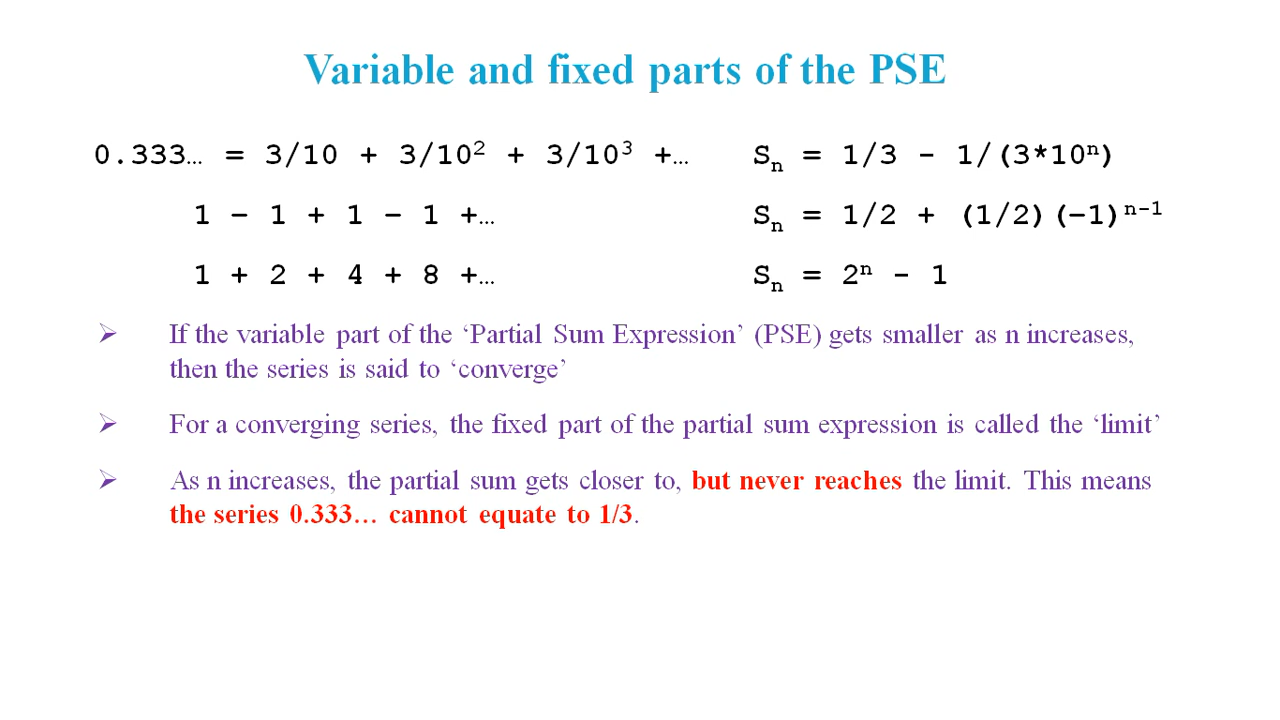 Variable and fixed parts of the PSE
0.333… = 3/10 + 3/10² + 3/10³ +… Sₙ = 1/3 - 1/(3*10ⁿ)
1 - 1 + 1 - 1 +… Sₙ = 1/2 + (1/2)(-1)ⁿ⁻¹
1 + 2 + 4 + 8 +… Sₙ = 2ⁿ - 1
➢ If the variable part of the ‘Partial Sum Expression’ (PSE) gets smaller as n increases,
then the series is said to ‘converge’
➢ For a converging series, the fixed part of the partial sum expression is called the ‘limit’
➢ As n increases, the partial sum gets closer to, but never reaches the limit. This means
the series 0.333… cannot equate to 1/3.